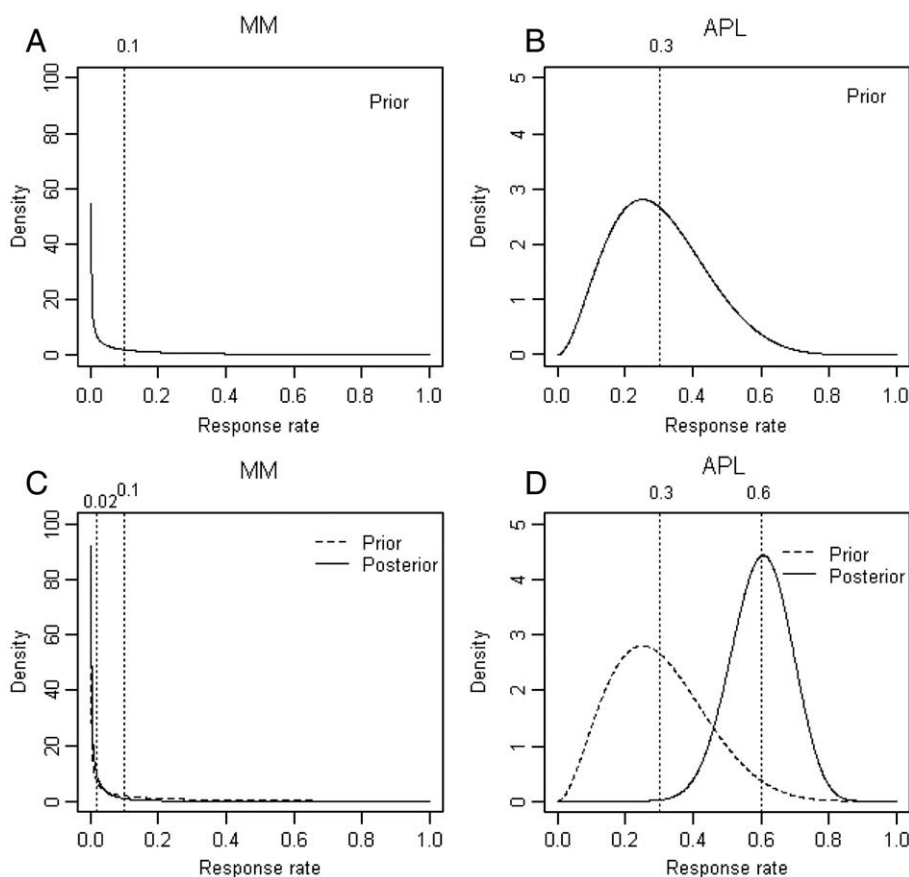 A
MM
0.1
Prior
Density
100
80
60
40
20
0
0.0 0.2 0.4 0.6 0.8 1.0
Response rate
B
APL
0.3
Prior
Density
5
4
3
2
1
0
0.0 0.2 0.4 0.6 0.8 1.0
Response rate
C
MM
0.02 0.1
Prior
Posterior
Density
100
80
60
40
20
0
0.0 0.2 0.4 0.6 0.8 1.0
Response rate
D
APL
0.3 0.6
Prior
Posterior
Density
5
4
3
2
1
0
0.0 0.2 0.4 0.6 0.8 1.0
Response rate